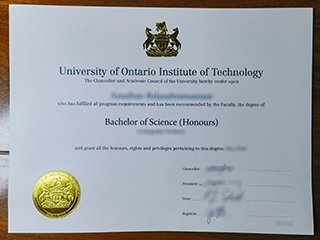 University of Ontario Institute of Technology
The Chancellor and Academic Council of the University hereby confer upon
who has fulfilled all program requirements and has been recommended by the Faculty, the degree of
Bachelor of Science (Honours)
and grant all the honours, rights and privileges pertaining to this degree.
Chancellor
President
Dean
Registrar